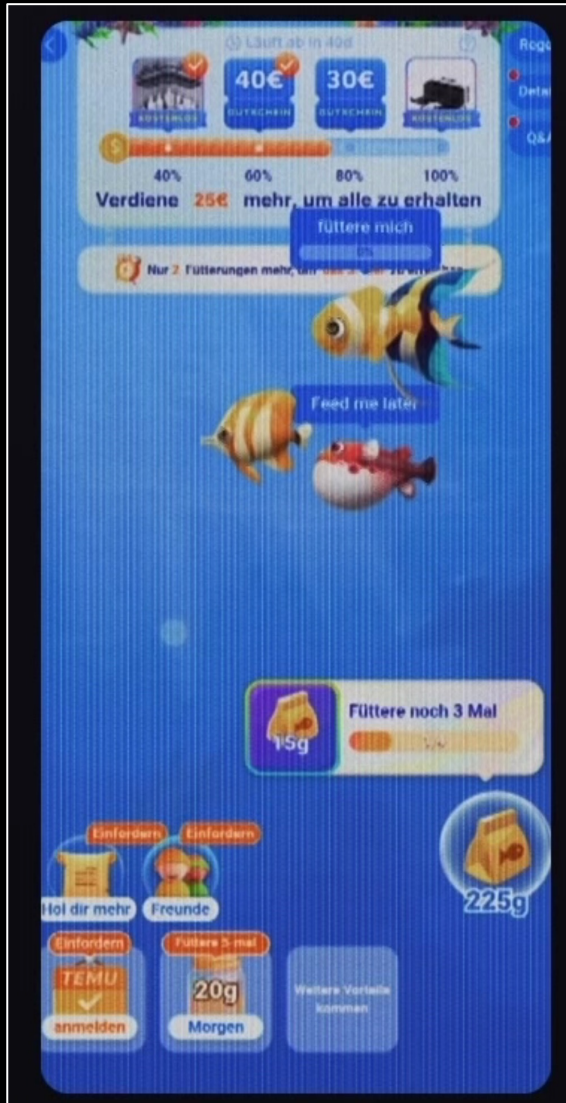 Läuft ab in 40d
40€
GUTSCHEIN
30€
GUTSCHEIN
KOSTENLOS
KOSTENLOS
40%
60%
80%
100%
Verdiene 25€ mehr, um alle zu erhalten
füttere mich
0%
Nur 2 Fütterungen mehr, um
Feed me later
Füttere noch 3 Mal
15g
225g
Einfordern
Einfordern
Hol dir mehr
Freunde
Einfordern
TEMU
anmelden
Füttere 5-mal
20g
Morgen
Weitere Vorteile
kommen
Q&A